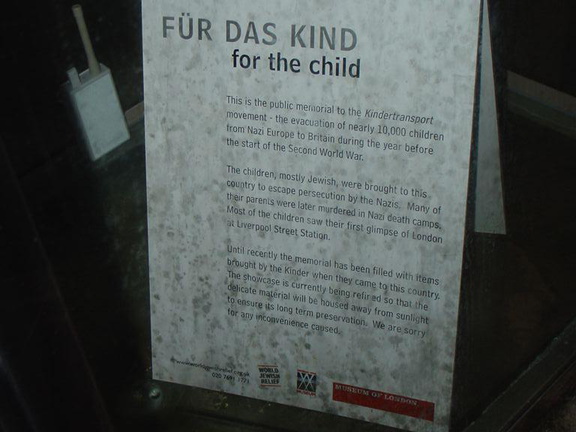 FÜR DAS KIND
for the child
This is the public memorial to the Kindertransport
movement - the evacuation of nearly 10,000 children
from Nazi Europe to Britain during the year before
the start of the Second World War.
The children, mostly Jewish, were brought to this
country to escape persecution by the Nazis. Many of
their parents were later murdered in Nazi death camps.
Most of the children saw their first glimpse of London
at Liverpool Street Station.
Until recently the memorial has been filled with items
brought by the Kinder when they came to this country.
The showcase is currently being refired so that the
delicate material will be housed away from sunlight
to ensure its long term preservation. We are sorry
for any inconvenience caused.
WORLD
JEWISH
RELIEF
MUSEUM OF LONDON